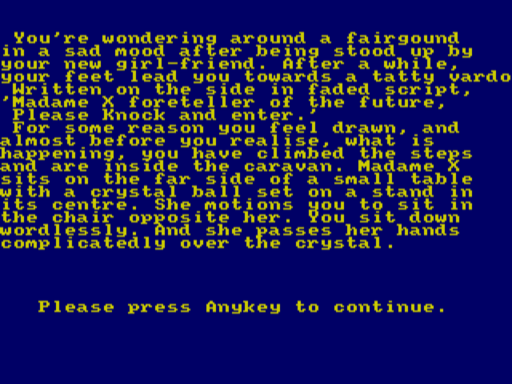 You're wondering around a fairgound
in a sad mood after being stood up by
your new girl-friend. After a while,
your feet lead you towards a tatty vardo
Written on the side in faded script,
'Madame X foreteller of the future,
Please Knock and enter.'
For some reason you feel drawn, and
almost before you realise, what is
happening, you have climbed the steps
and are inside the caravan. Madame X
sits on the far side of a small table
with a crystal ball set on a stand in
its centre. She motions you to sit in
the chair opposite her. You sit down
wordlessly. And she passes her hands
complicatedly over the crystal.
Please press Anykey to continue.